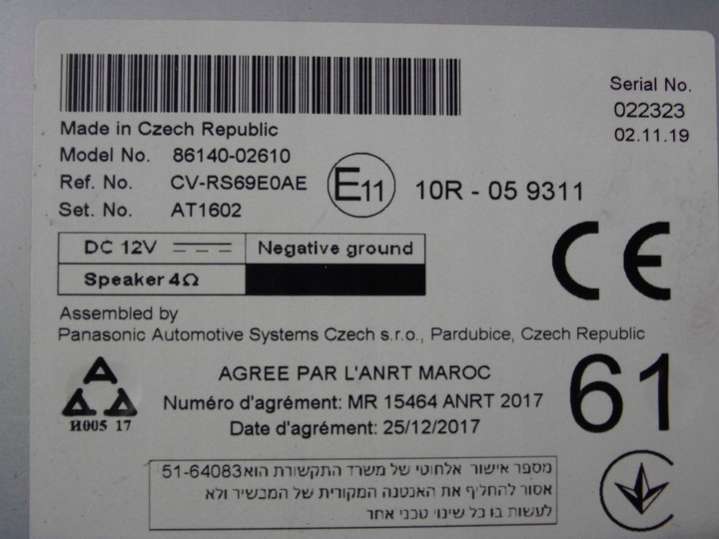 Serial No.
022323
02.11.19
Made in Czech Republic
Model No. 86140-02610
Ref. No. CV-RS69E0AE
Set. No. AT1602
E11 10R - 05 9311
DC 12V Negative ground
Speaker 4Ω
CE
Assembled by
Panasonic Automotive Systems Czech s.r.o., Pardubice, Czech Republic
AGREE PAR L'ANRT MAROC
Numéro d'agrément: MR 15464 ANRT 2017
Date d'agrément: 25/12/2017
61
И005 17
מספר אישור אלחוטי של משרד התקשורת הוא 51-64083
אסור להחליף את האנטנה המקורית של המכשיר ולא
לעשות בו כל שינוי טכני אחר